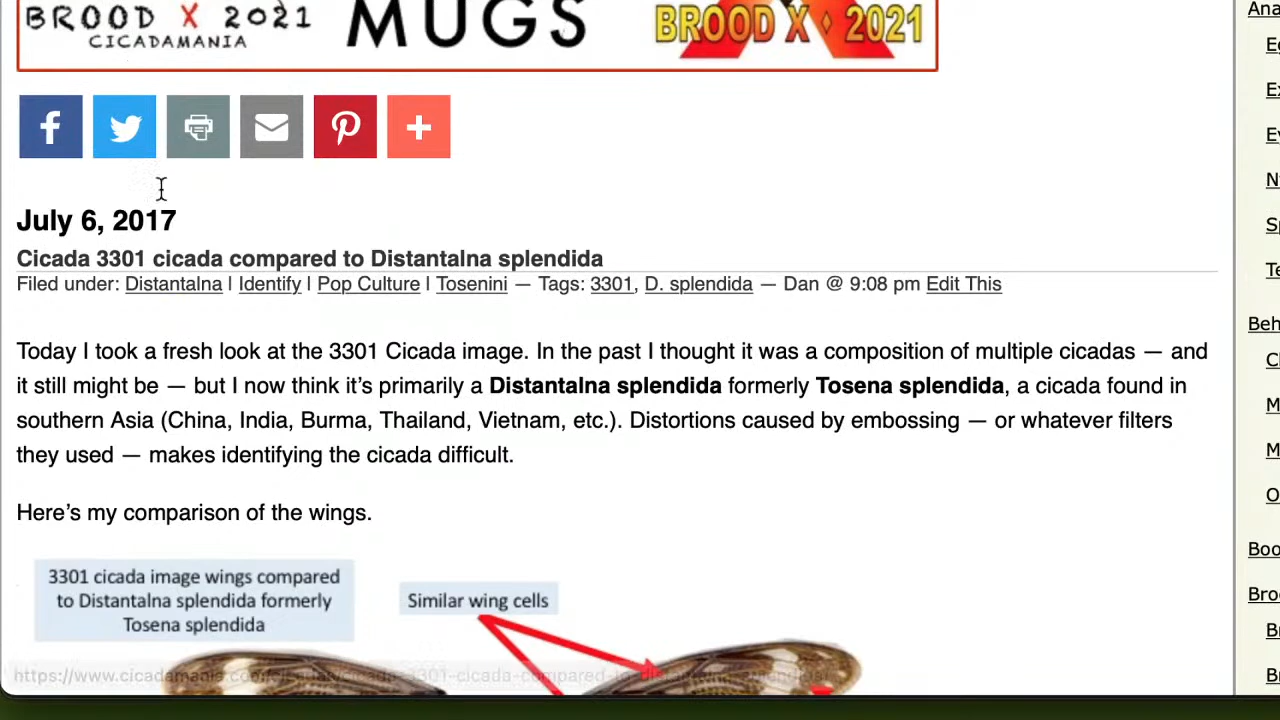 BROOD X 2021
CICADAMANIA
MUGS
BROOD X 2021
July 6, 2017
Cicada 3301 cicada compared to Distantalna splendida
Filed under: Distantalna | Identify | Pop Culture | Tosenini — Tags: 3301, D. splendida — Dan @ 9:08 pm Edit This
Today I took a fresh look at the 3301 Cicada image. In the past I thought it was a composition of multiple cicadas — and
it still might be — but I now think it’s primarily a Distantalna splendida formerly Tosena splendida, a cicada found in
southern Asia (China, India, Burma, Thailand, Vietnam, etc.). Distortions caused by embossing — or whatever filters
they used — makes identifying the cicada difficult.
Here’s my comparison of the wings.
3301 cicada image wings compared
to Distantalna splendida formerly
Tosena splendida
Similar wing cells
Ana
Beh
Boo
Bro